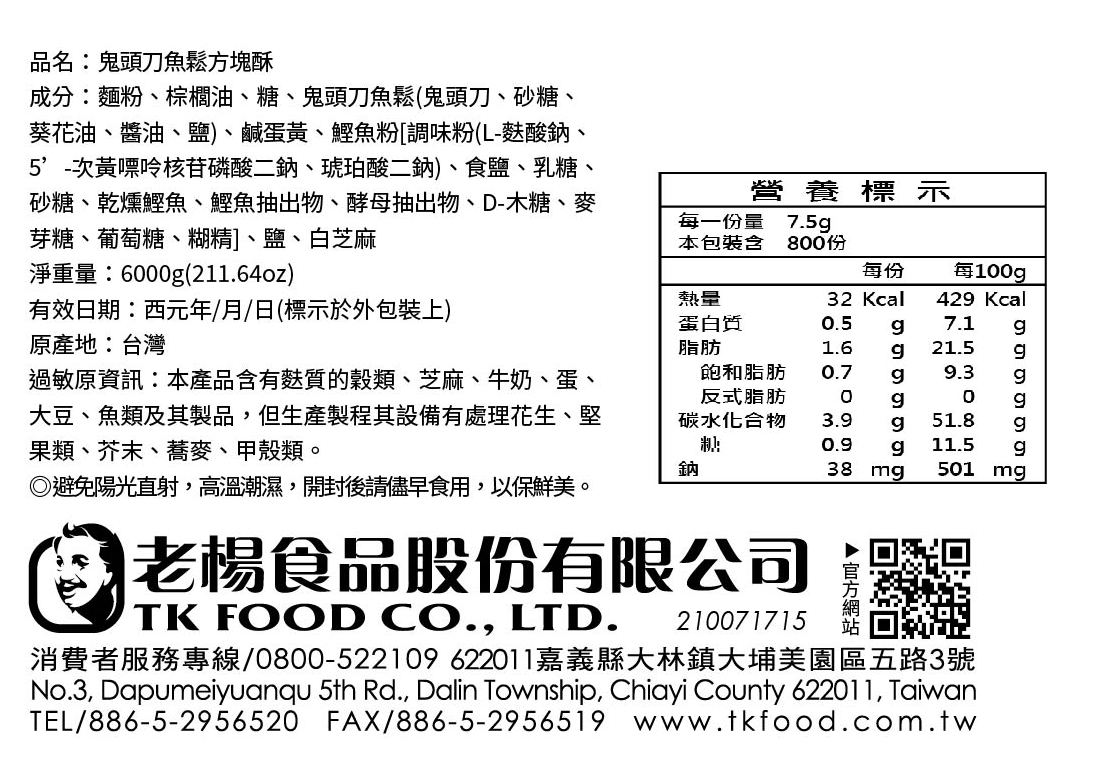 品名：鬼頭刀魚鬆方塊酥
成分：麵粉、棕櫚油、糖、鬼頭刀魚鬆(鬼頭刀、砂糖、
葵花油、醬油、鹽)、鹹蛋黃、鰹魚粉[調味粉(L-麩酸鈉、
5’-次黃嘌呤核苷磷酸二鈉、琥珀酸二鈉)、食鹽、乳糖、
砂糖、乾燻鰹魚、鰹魚抽出物、酵母抽出物、D-木糖、麥
芽糖、葡萄糖、糊精]、鹽、白芝麻
淨重量：6000g(211.64oz)
有效日期：西元年/月/日(標示於外包裝上)
原產地：台灣
過敏原資訊：本產品含有麩質的穀類、芝麻、牛奶、蛋、
大豆、魚類及其製品，但生產製程其設備有處理花生、堅
果類、芥末、蕎麥、甲殼類。
◎避免陽光直射，高溫潮濕，開封後請儘早食用，以保鮮美。
營養標示
每一份量 7.5g
本包裝含 800份
每份 每100g
熱量 32 Kcal 429 Kcal
蛋白質 0.5 g 7.1 g
脂肪 1.6 g 21.5 g
飽和脂肪 0.7 g 9.3 g
反式脂肪 0 g 0 g
碳水化合物 3.9 g 51.8 g
糖 0.9 g 11.5 g
鈉 38 mg 501 mg
老楊食品股份有限公司
TK FOOD CO., LTD.
210071715
▶官方網站
消費者服務專線/0800-522109 622011嘉義縣大林鎮大埔美園區五路3號
No.3, Dapumeiyuanqu 5th Rd., Dalin Township, Chiayi County 622011, Taiwan
TEL/886-5-2956520 FAX/886-5-2956519 www.tkfood.com.tw